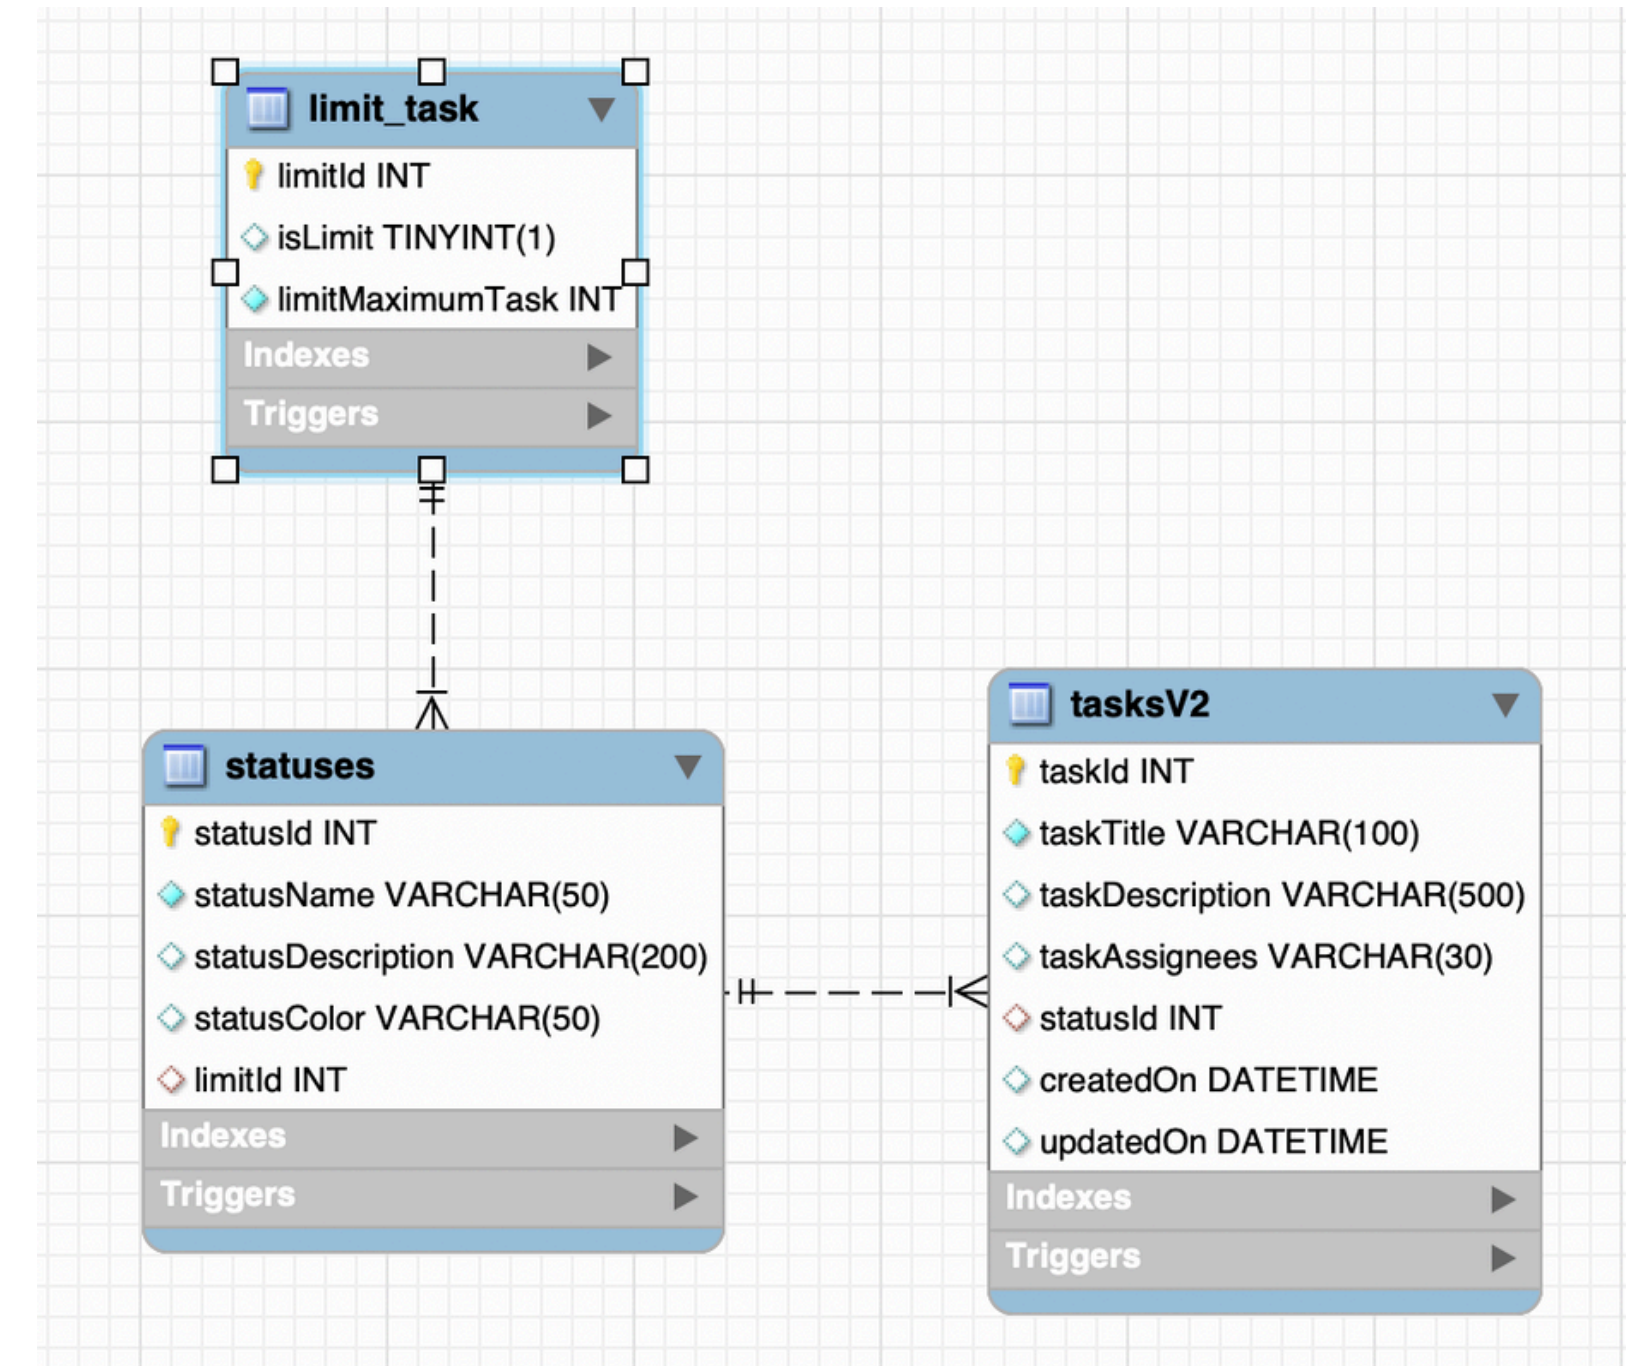 limit_task
limitId INT
isLimit TINYINT(1)
limitMaximumTask INT
Indexes
Triggers
statuses
statusId INT
statusName VARCHAR(50)
statusDescription VARCHAR(200)
statusColor VARCHAR(50)
limitId INT
Indexes
Triggers
tasksV2
taskId INT
taskTitle VARCHAR(100)
taskDescription VARCHAR(500)
taskAssignees VARCHAR(30)
statusId INT
createdOn DATETIME
updatedOn DATETIME
Indexes
Triggers